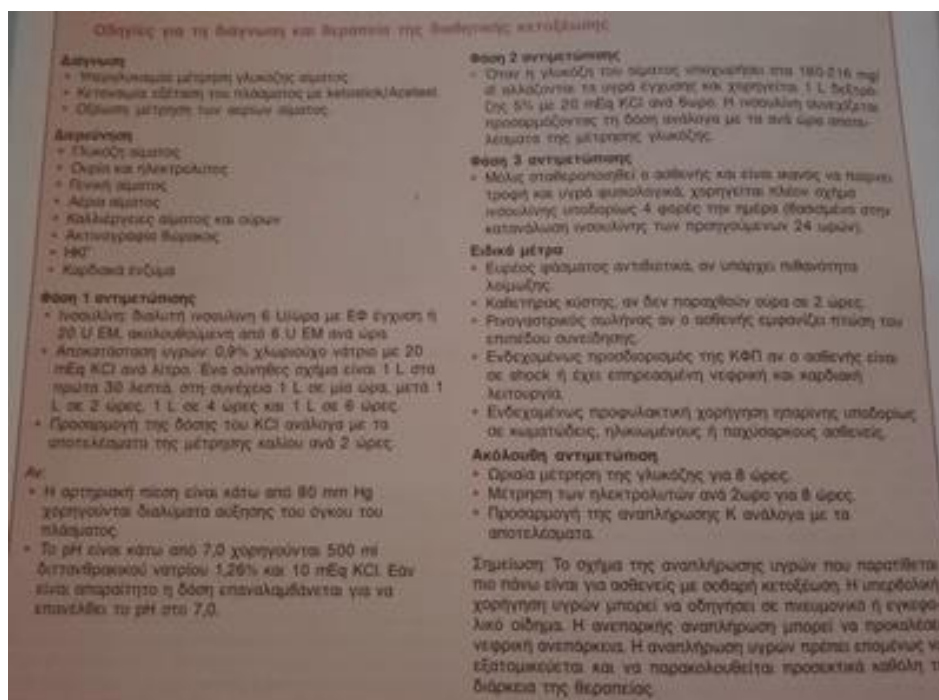 Οδηγίες για τη διάγνωση και θεραπεία της διαβητικής κετοξέωσης
Διάγνωση
• Υπεργλυκαιμία μέτρηση γλυκόζης αίματος
• Κετοναιμία εξέταση του πλάσματος με ketostick/Acetest
• Οξέωση μέτρηση των αερίων αίματος
Διερεύνηση
• Γλυκόζη αίματος
• Ουρία και ηλεκτρολύτες
• Γενική αίματος
• Αέρια αίματος
• Καλλιέργειες αίματος και ούρων
• Ακτινογραφία θώρακος
• ΗΚΓ
• Καρδιακά ένζυμα
Φάση 1 αντιμετώπισης
• Ινσουλίνη: διαλυτή ινσουλίνη 6 U/ώρα με ΕΦ έγχυση ή
20 U ΕΜ, ακολουθούμενη από 6 U ΕΜ ανά ώρα
• Αποκατάσταση υγρών: 0,9% χλωριούχο νάτριο με 20
mEq KCl ανά λίτρο. Ένα σύνηθες σχήμα είναι 1 L στα
πρώτα 30 λεπτά, στη συνέχεια 1 L σε μία ώρα, μετά 1
L σε 2 ώρες, 1 L σε 4 ώρες και 1 L σε 6 ώρες.
• Προσαρμογή της δόσης του KCl ανάλογα με τα
αποτελέσματα της μέτρησης καλίου ανά 2 ώρες.
Αν:
• Η αρτηριακή πίεση είναι κάτω από 80 mm Hg
χορηγούνται διαλύματα αύξησης του όγκου του
πλάσματος
• Το pH είναι κάτω από 7,0 χορηγούνται 500 ml
διττανθρακικού νατρίου 1,26% και 10 mEq KCl. Εάν
είναι απαραίτητο η δόση επαναλαμβάνεται για να
επανέλθει το pH στο 7,0.
Φάση 2 αντιμετώπισης
• Όταν η γλυκόζη του αίματος υποχωρήσει στα 180-216 mg/
dl αλλάζονται τα υγρά έγχυσης και χορηγείται 1 L δεξτρό-
ζης 5% με 20 mEq KCl ανά 6ωρο. Η ινσουλίνη συνεχίζεται
προσαρμόζοντας τη δόση ανάλογα με τα ανά ώρα αποτε-
λέσματα της μέτρησης γλυκόζης.
Φάση 3 αντιμετώπισης
• Μόλις σταθεροποιηθεί ο ασθενής και είναι ικανός να παίρνει
τροφή και υγρά φυσιολογικά, χορηγείται πλέον σχήμα
ινσουλίνης υποδορίως 4 φορές την ημέρα (βασισμένο στην
κατανάλωση ινσουλίνης των προηγούμενων 24 ωρών).
Ειδικά μέτρα
• Ευρέος φάσματος αντιβιοτικά, αν υπάρχει πιθανότητα
λοίμωξης.
• Καθετήρας κύστης, αν δεν παραχθούν ούρα σε 2 ώρες.
• Ρινογαστρικός σωλήνας αν ο ασθενής εμφανίζει πτώση του
επιπέδου συνείδησης.
• Ενδεχομένως προσδιορισμός της ΚΦΠ αν ο ασθενής είναι
σε shock ή έχει επηρεασμένη νεφρική και καρδιακή
λειτουργία.
• Ενδεχομένως προφυλακτική χορήγηση ηπαρίνης υποδορίως
σε κωματώδεις, ηλικιωμένους ή παχύσαρκους ασθενείς.
Ακόλουθη αντιμετώπιση
• Ωριαία μέτρηση της γλυκόζης για 8 ώρες.
• Μέτρηση των ηλεκτρολυτών ανά 2ωρο για 8 ώρες.
• Προσαρμογή της αναπλήρωσης Κ ανάλογα με τα
αποτελέσματα.
Σημείωση: Το σχήμα της αναπλήρωσης υγρών που παρατίθεται
πιο πάνω είναι για ασθενείς με σοβαρή κετοξέωση. Η υπερβολική
χορήγηση υγρών μπορεί να οδηγήσει σε πνευμονικό ή εγκεφα-
λικό οίδημα. Η ανεπαρκής αναπλήρωση μπορεί να προκαλέσει
νεφρική ανεπάρκεια. Η αναπλήρωση υγρών πρέπει επομένως ν
εξατομικεύεται και να παρακολουθείται προσεκτικά καθόλη τ
διάρκεια της θεραπείας.